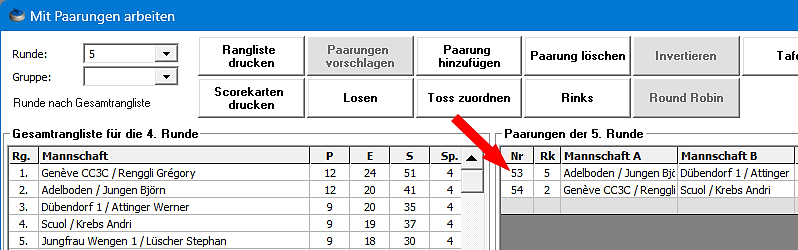 Mit Paarungen arbeiten
Runde: 5
Gruppe:
Runde nach Gesamtrangliste
Rangliste drucken
Paarungen vorschlagen
Paarung hinzufügen
Paarung löschen
Invertieren
Tafe
Scorekarten drucken
Losen
Toss zuordnen
Rinks
Round Robin
Gesamtrangliste für die 4. Runde
Rg. Mannschaft P E S Sp.
1. Genève CC3C / Renggli Grégory 12 24 51 4
2. Adelboden / Jungen Björn 12 20 41 4
3. Dübendorf 1 / Attinger Werner 9 20 35 4
4. Scuol / Krebs Andri 9 19 37 4
5. Jungfrau Wengen 1 / Lüscher Stephan 9 18 30 4
Paarungen der 5. Runde
Nr Rk Mannschaft A Mannschaft B
53 5 Adelboden / Jungen Bjö Dübendorf 1 / Attinger
54 2 Genève CC3C / Renggli Scuol / Krebs Andri